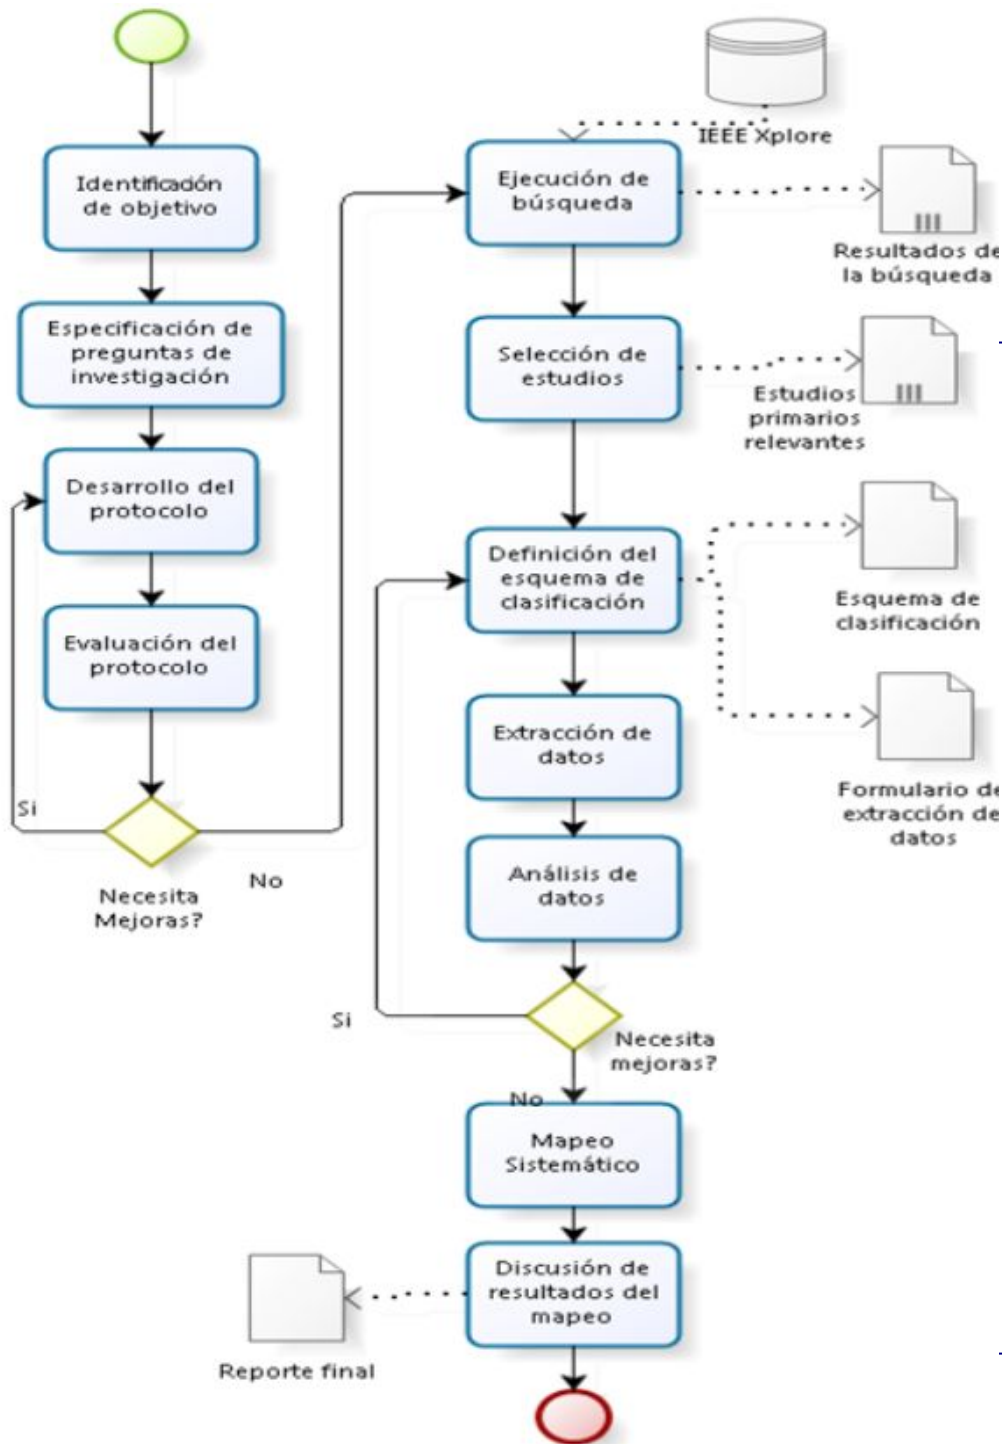 Identificación
de objetivo
Especificación de
preguntas de
investigación
Desarrollo del
protocolo
Evaluación del
protocolo
Si
Necesita
Mejoras?
No
IEEE Xplore
Ejecución de
búsqueda
Resultados de
la búsqueda
Selección de
estudios
Estudios
primarios
relevantes
Definición del
esquema de
clasificación
Esquema de
clasificación
Formulario de
extracción de
datos
Extracción de
datos
Análisis de
datos
Si
Necesita
mejoras?
No
Mapeo
Sistemático
Discusión de
resultados del
mapeo
Reporte final